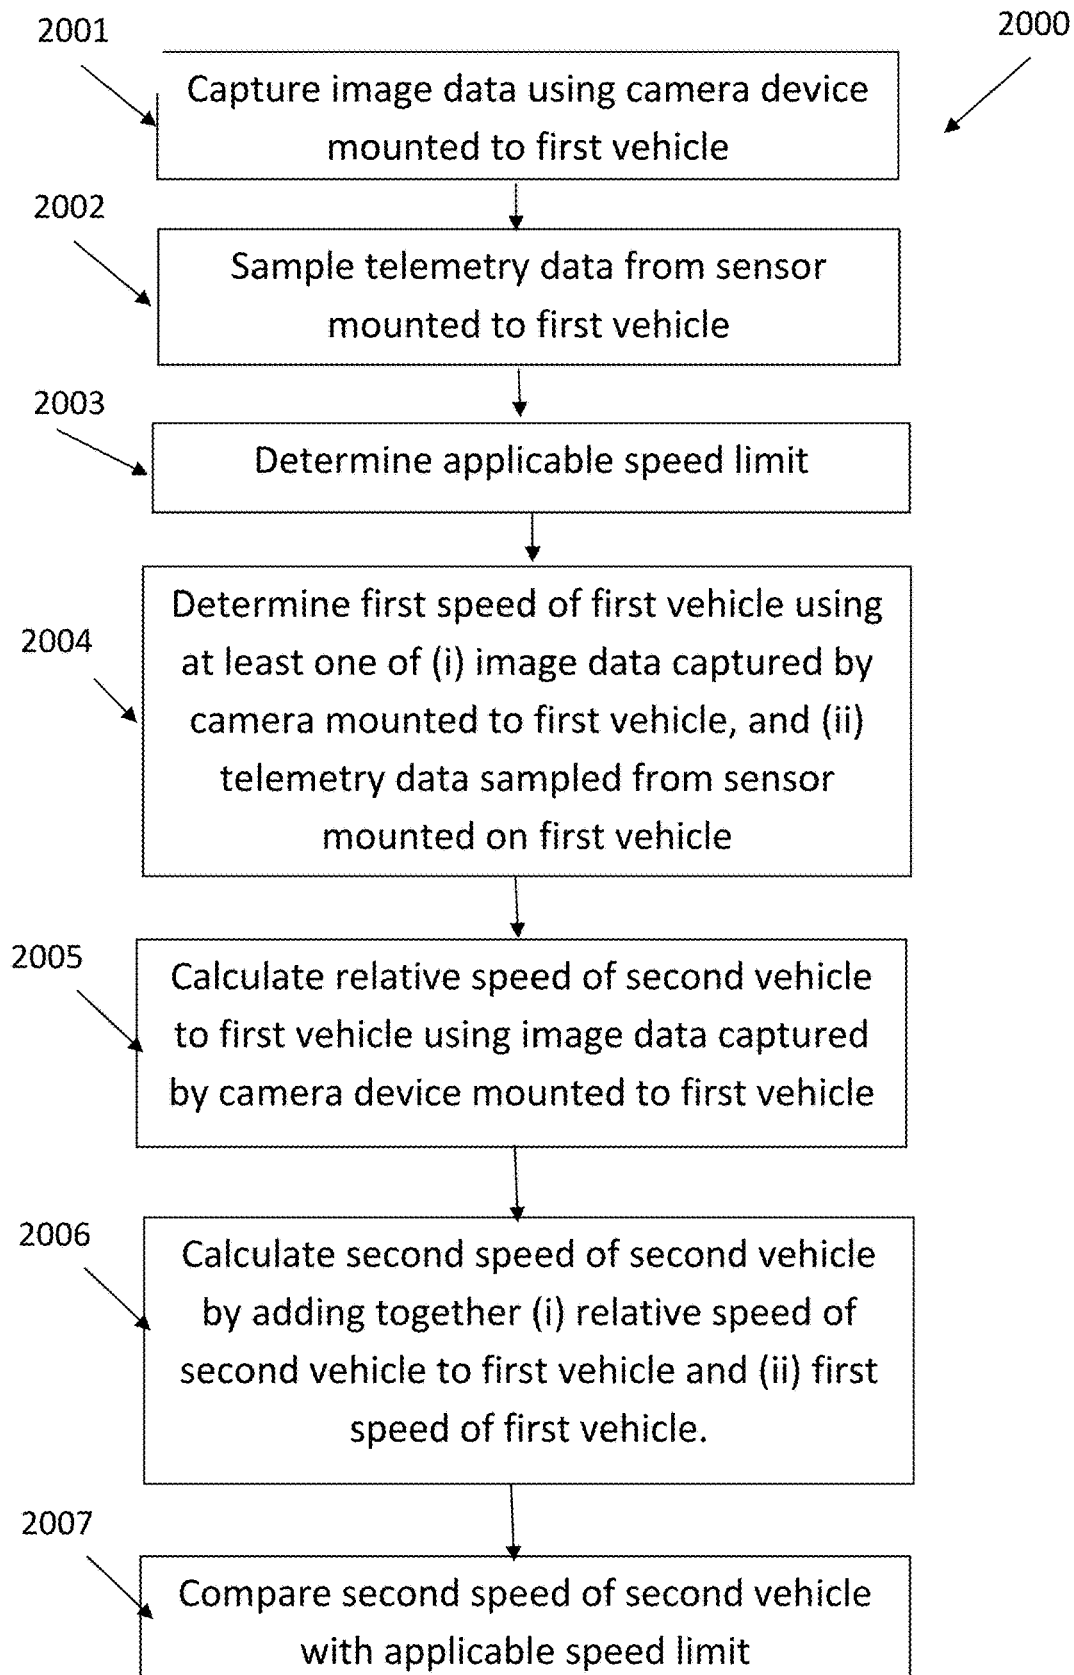 2001
2000
Capture image data using camera device
mounted to first vehicle
2002
Sample telemetry data from sensor
mounted to first vehicle
2003
Determine applicable speed limit
2004
Determine first speed of first vehicle using
at least one of (i) image data captured by
camera mounted to first vehicle, and (ii)
telemetry data sampled from sensor
mounted on first vehicle
2005
Calculate relative speed of second vehicle
to first vehicle using image data captured
by camera device mounted to first vehicle
2006
Calculate second speed of second vehicle
by adding together (i) relative speed of
second vehicle to first vehicle and (ii) first
speed of first vehicle.
2007
Compare second speed of second vehicle
with applicable speed limit